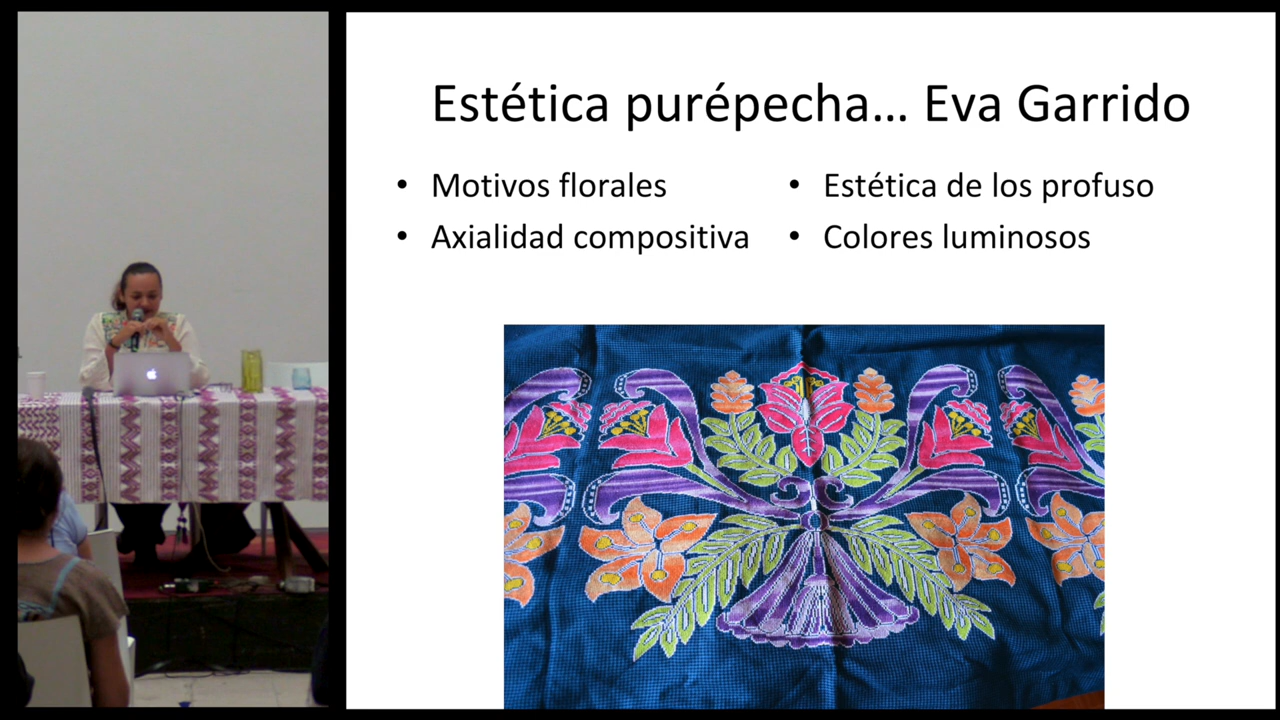 Estética purépecha... Eva Garrido
• Motivos florales
• Axialidad compositiva
• Estética de los profuso
• Colores luminosos